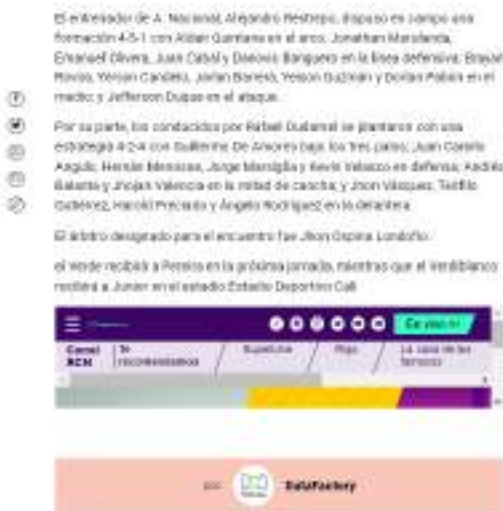 El entrenador de A. Nacional, Alejandro Restrepo, dispuso en campo una
formación 4-5-1 con Aldair Quintana en el arco; Jonathan Marulanda,
Emanuel Olivera, Juan Cabal y Danovis Banguero en la línea defensiva; Brayan
Rovira, Yerson Candelo, Jarlan Barrera, Yeison Guzmán y Dorlan Pabón en el
medio; y Jefferson Duque en el ataque.
Por su parte, los conducidos por Rafael Dudamel se plantaron con una
estrategia 4-2-4 con Guillermo De Amores bajo los tres palos; Juan Camilo
Angulo, Hernán Menosse, Jorge Marsiglia y Kevin Velasco en defensa; Andrés
Balanta y Jhojan Valencia en la mitad de cancha; y Jhon Vásquez, Teófilo
Gutiérrez, Harold Preciado y Ángelo Rodríguez en la delantera.
El árbitro designado para el encuentro fue Jhon Ospina Londoño.
el Verde recibirá a Pereira en la próxima jornada, mientras que el Verdiblanco
recibirá a Junior en el estadio Estadio Deportivo Cali.
En vivo
Canal RCN Te recomendamos Superlike Rojo La casa de los famosos
DataFactory